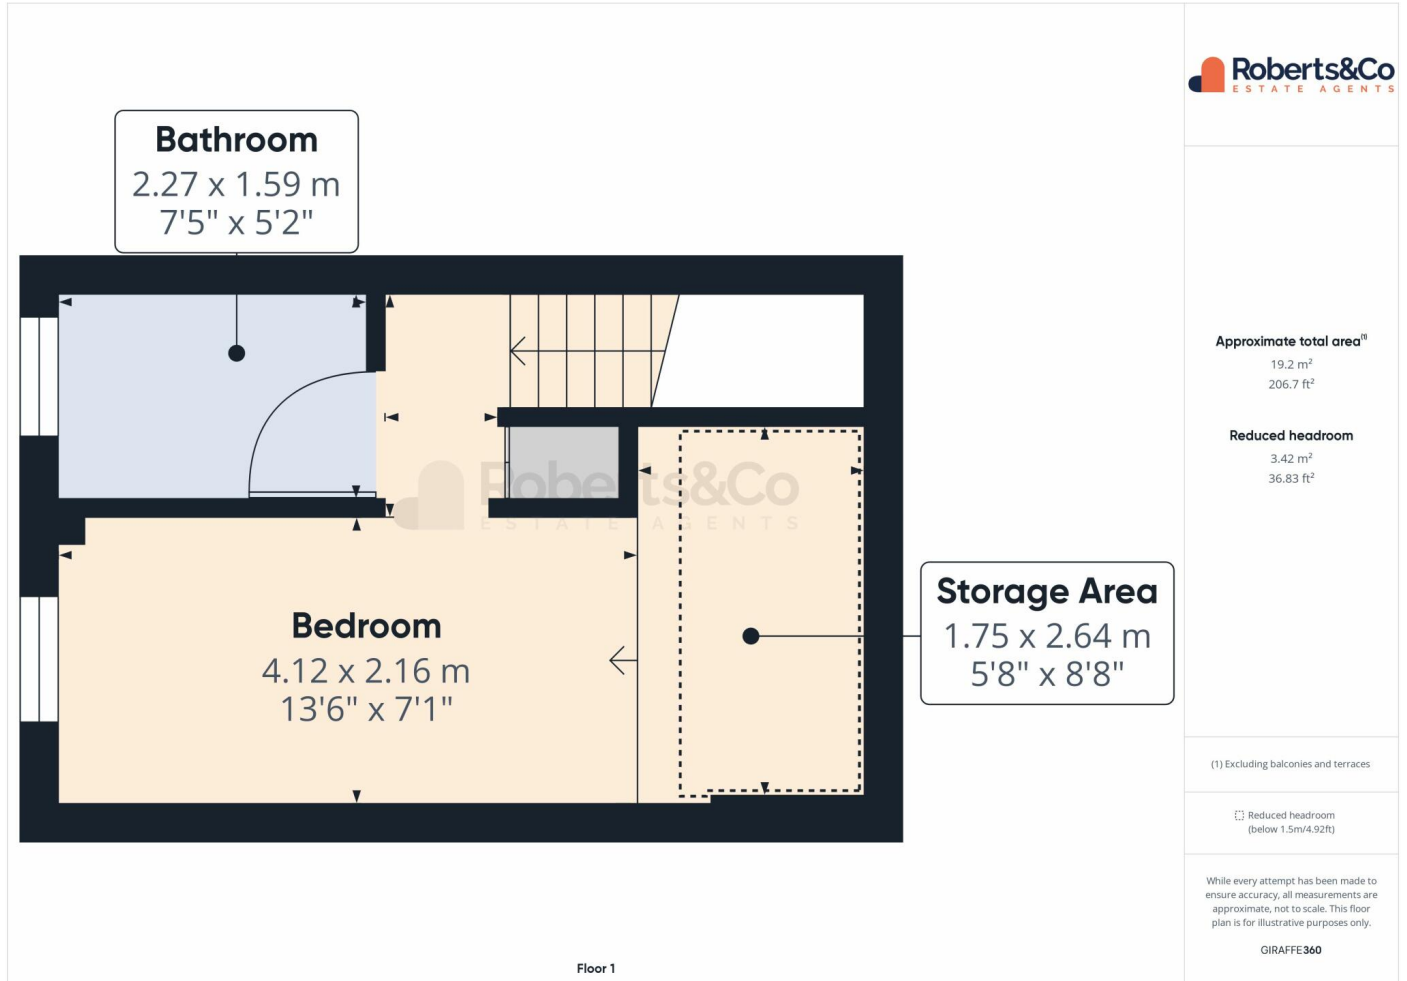 Bathroom
2.27 x 1.59 m
7'5" x 5'2"
Roberts&Co
ESTATE AGENTS
Bedroom
4.12 x 2.16 m
13'6" x 7'1"
Storage Area
1.75 x 2.64 m
5'8" x 8'8"
Floor 1
Roberts&Co
ESTATE AGENTS
Approximate total area(1)
19.2 m²
206.7 ft²
Reduced headroom
3.42 m²
36.83 ft²
(1) Excluding balconies and terraces
Reduced headroom
(below 1.5m/4.92ft)
While every attempt has been made to
ensure accuracy, all measurements are
approximate, not to scale. This floor
plan is for illustrative purposes only.
GIRAFFE360